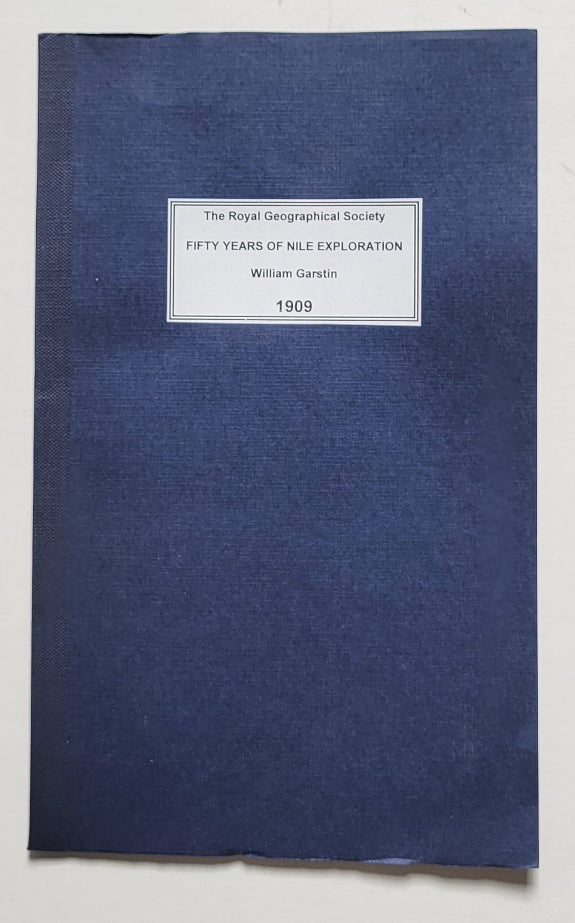 The Royal Geographical Society
FIFTY YEARS OF NILE EXPLORATION
William Garstin
1909